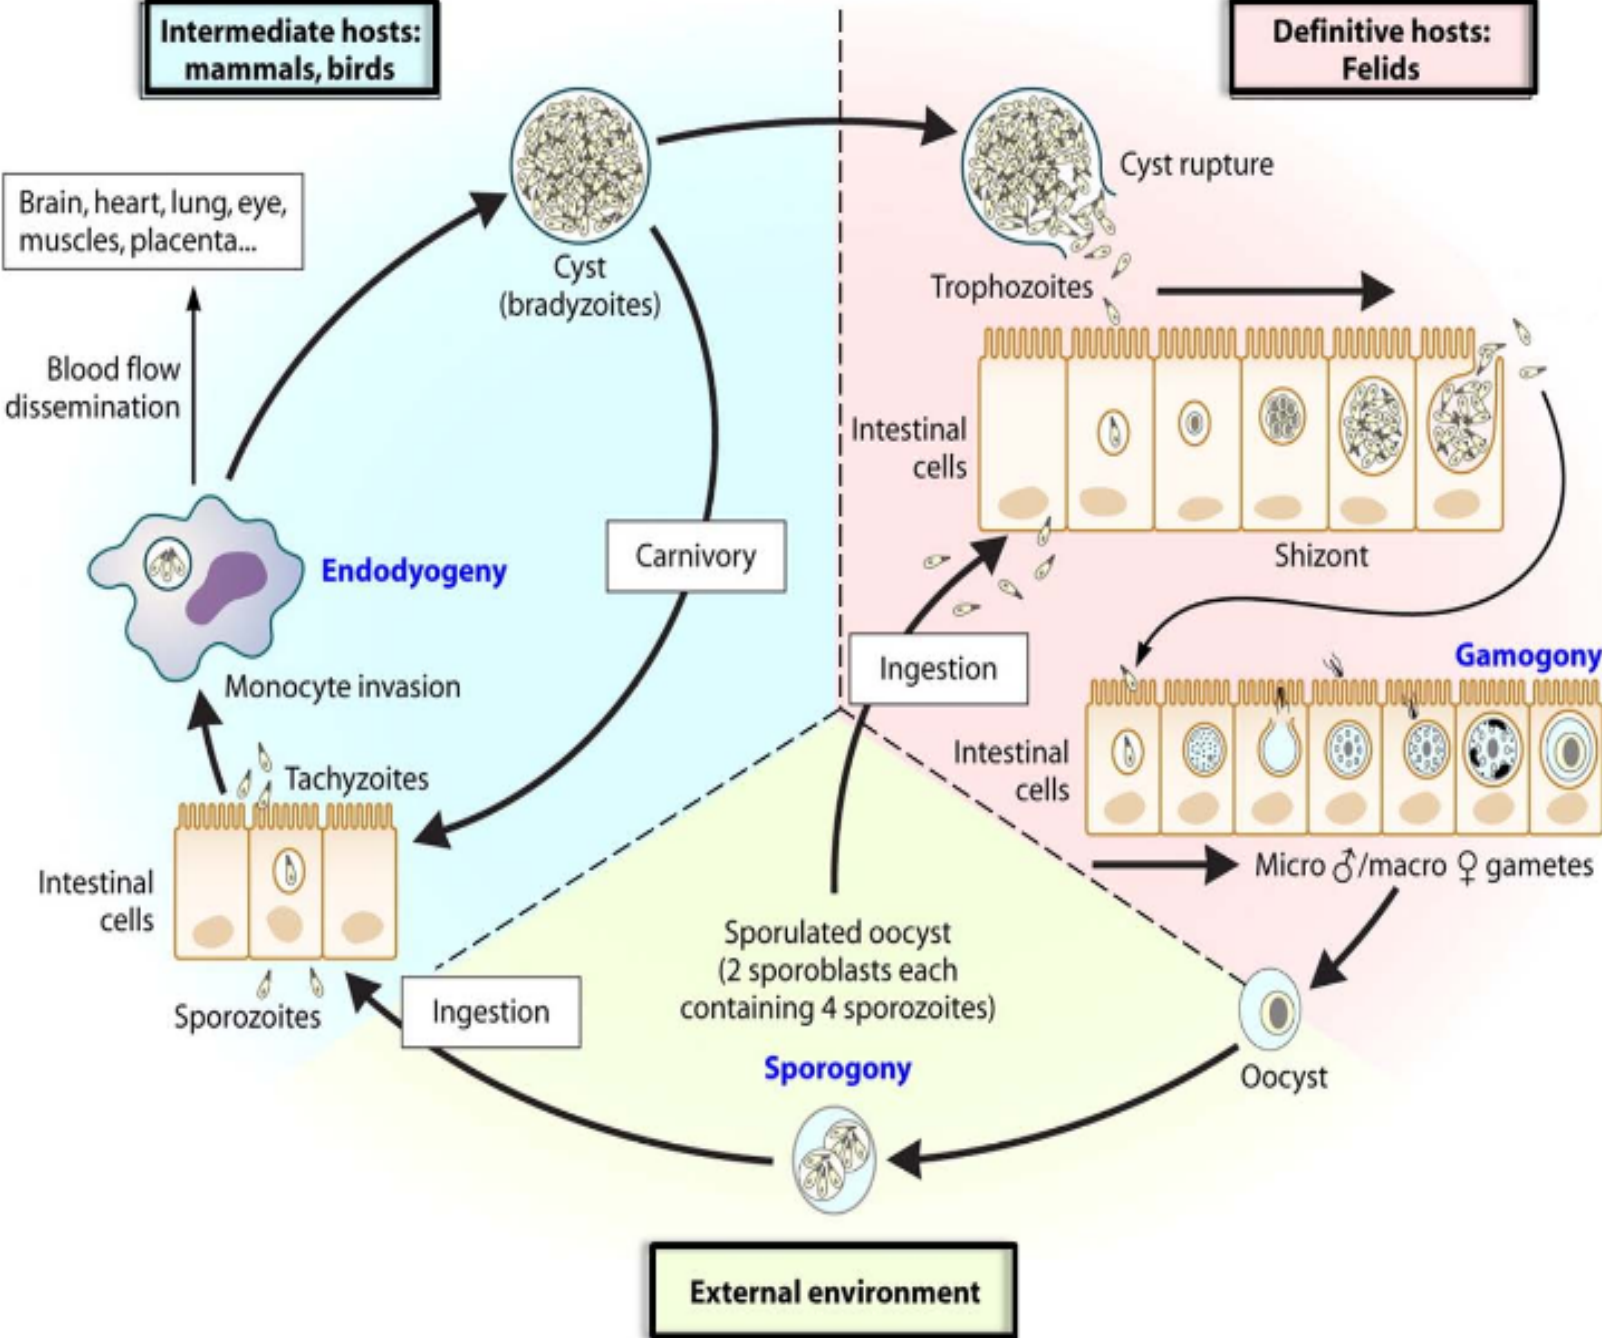 Intermediate hosts:
mammals, birds
Definitive hosts:
Felids
Brain, heart, lung, eye,
muscles, placenta...
Cyst
(bradyzoites)
Cyst rupture
Trophozoites
Blood flow
dissemination
Intestinal
cells
Shizont
Carnivory
Endodyogeny
Monocyte invasion
Ingestion
Gamogony
Tachyzoites
Intestinal
cells
Intestinal
cells
Micro ♂/macro ♀ gametes
Sporozoites
Ingestion
Sporulated oocyst
(2 sporoblasts each
containing 4 sporozoites)
Sporogony
Oocyst
External environment